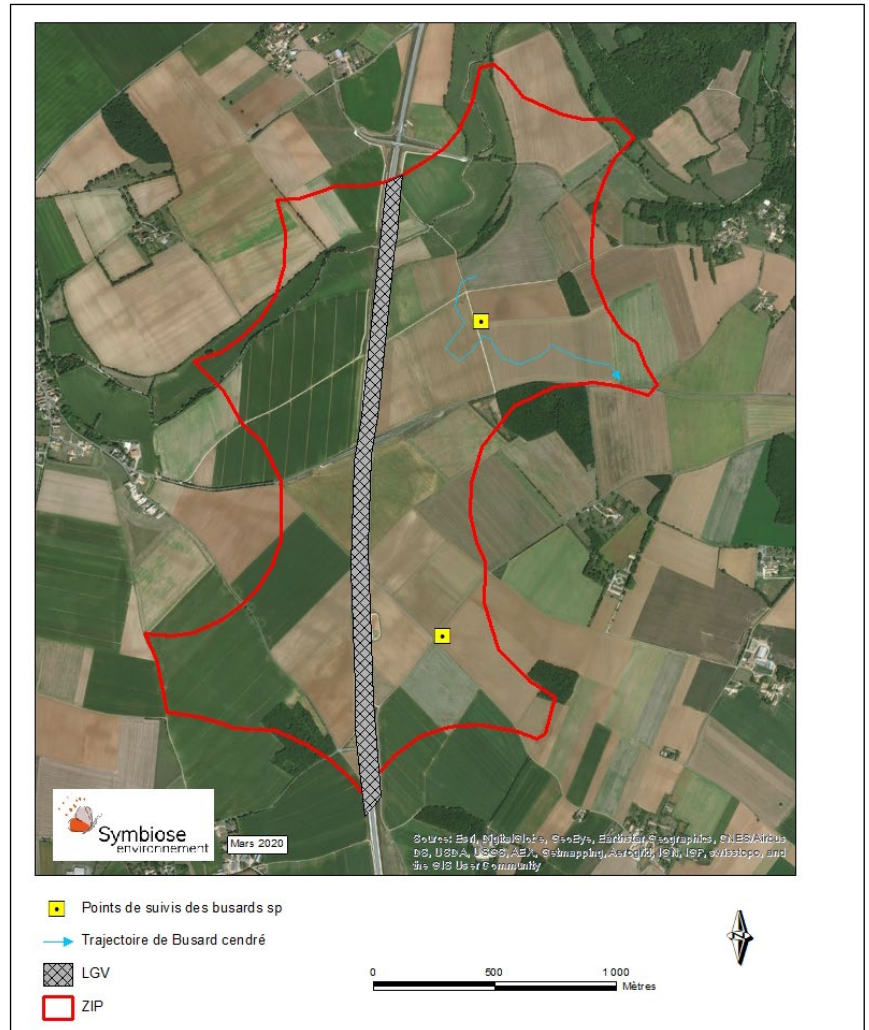 Symbiose
environnement
Mars 2020
Source: Esri, DigitalGlobe, GeoEye, Earthstar Geographics, CNES/Airbus
DS, USDA, USGS, AEX, Getmapping, Aerogrid, IGN, IGP, swisstopo, and
the GIS User Community
Points de suivis des busards sp
Trajectoire de Busard cendré
LGV
ZIP
0 500 1 000
Mètres
N